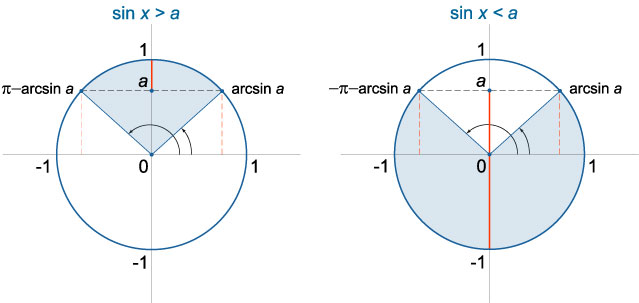 sin x > a
1
a
π–arcsin a
arcsin a
-1
0
1
-1
sin x < a
1
a
-π–arcsin a
arcsin a
-1
0
1
-1